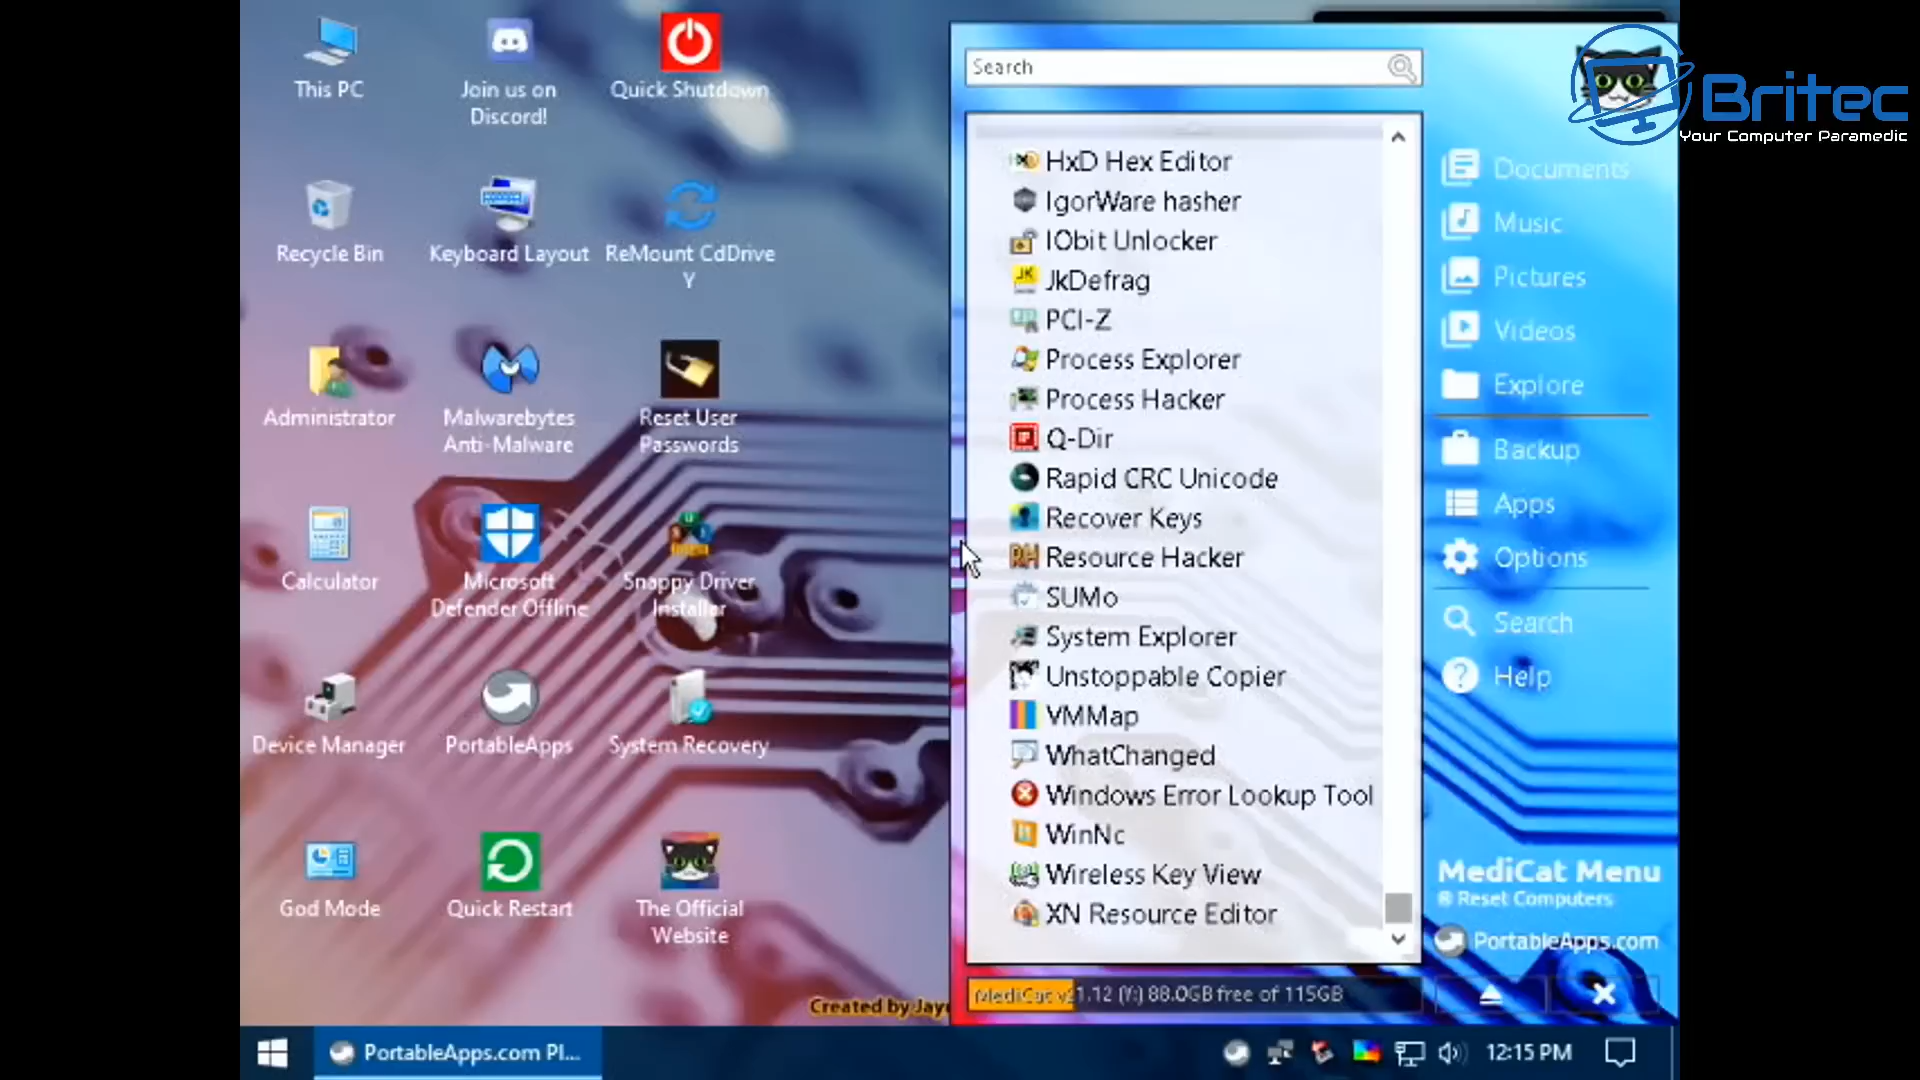 This PC
Join us on
Discord!
Quick Shutdown
Recycle Bin
Keyboard Layout
ReMount CdDrive
Y
Administrator
Malwarebytes
Anti-Malware
Reset User
Passwords
Calculator
Microsoft
Defender Offline
Snappy Driver
Installer
Device Manager
PortableApps
System Recovery
God Mode
Quick Restart
The Official
Website
Created by Jay
Search
HxD Hex Editor
IgorWare hasher
IObit Unlocker
JkDefrag
PCI-Z
Process Explorer
Process Hacker
Q-Dir
Rapid CRC Unicode
Recover Keys
Resource Hacker
SUMo
System Explorer
Unstoppable Copier
VMMap
WhatChanged
Windows Error Lookup Tool
WinNc
Wireless Key View
XN Resource Editor
MediCat v21.12 (Y:) 88.0GB free of 115GB
Britec
Your Computer Paramedic
Documents
Music
Pictures
Videos
Explore
Backup
Apps
Options
Search
Help
MediCat Menu
® Reset Computers
PortableApps.com
PortableApps.com Pl...
12:15 PM